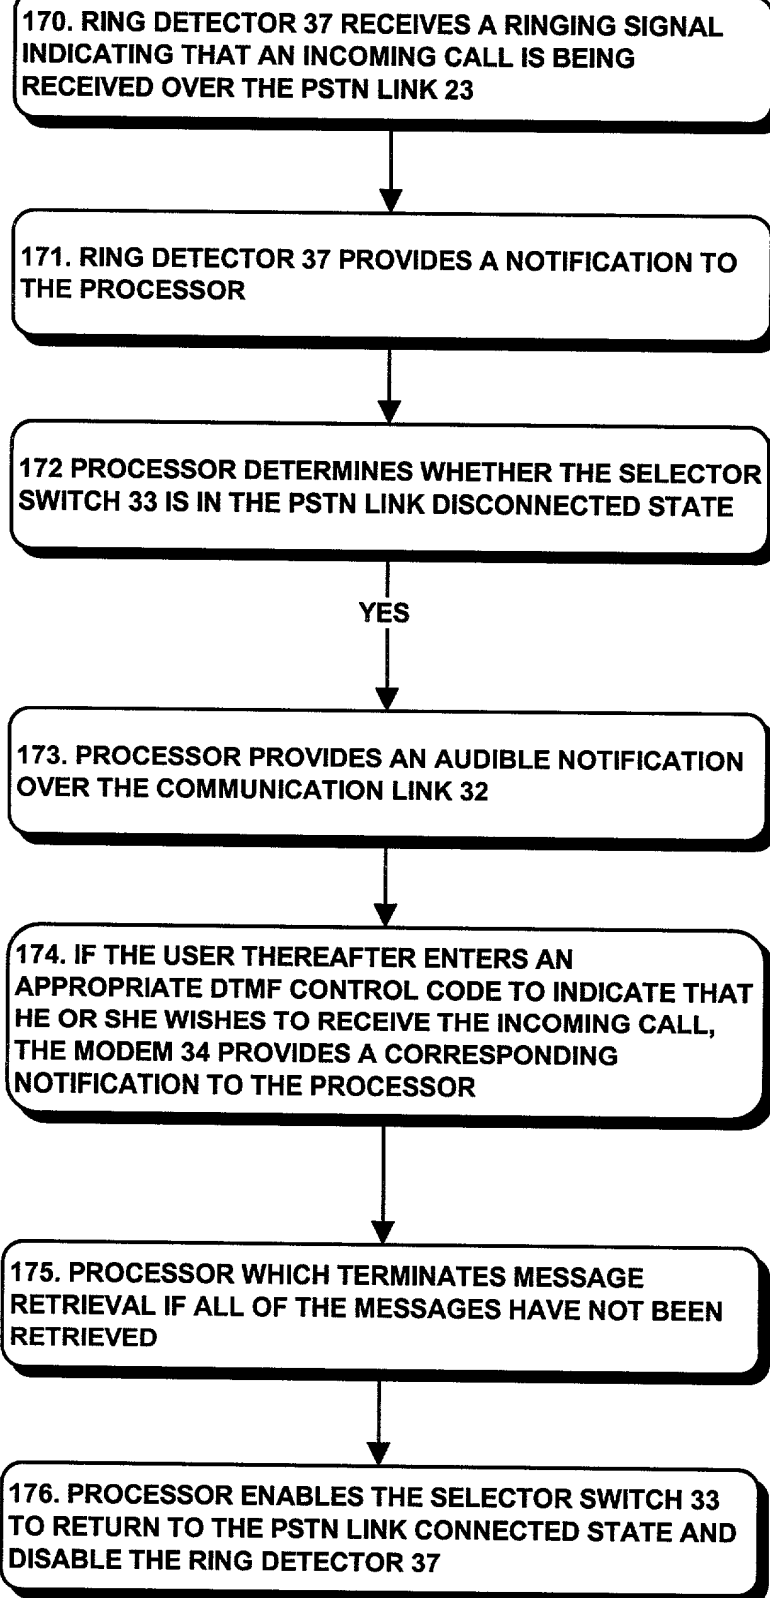 170. RING DETECTOR 37 RECEIVES A RINGING SIGNAL
INDICATING THAT AN INCOMING CALL IS BEING
RECEIVED OVER THE PSTN LINK 23
171. RING DETECTOR 37 PROVIDES A NOTIFICATION TO
THE PROCESSOR
172 PROCESSOR DETERMINES WHETHER THE SELECTOR
SWITCH 33 IS IN THE PSTN LINK DISCONNECTED STATE
YES
173. PROCESSOR PROVIDES AN AUDIBLE NOTIFICATION
OVER THE COMMUNICATION LINK 32
174. IF THE USER THEREAFTER ENTERS AN
APPROPRIATE DTMF CONTROL CODE TO INDICATE THAT
HE OR SHE WISHES TO RECEIVE THE INCOMING CALL,
THE MODEM 34 PROVIDES A CORRESPONDING
NOTIFICATION TO THE PROCESSOR
175. PROCESSOR WHICH TERMINATES MESSAGE
RETRIEVAL IF ALL OF THE MESSAGES HAVE NOT BEEN
RETRIEVED
176. PROCESSOR ENABLES THE SELECTOR SWITCH 33
TO RETURN TO THE PSTN LINK CONNECTED STATE AND
DISABLE THE RING DETECTOR 37